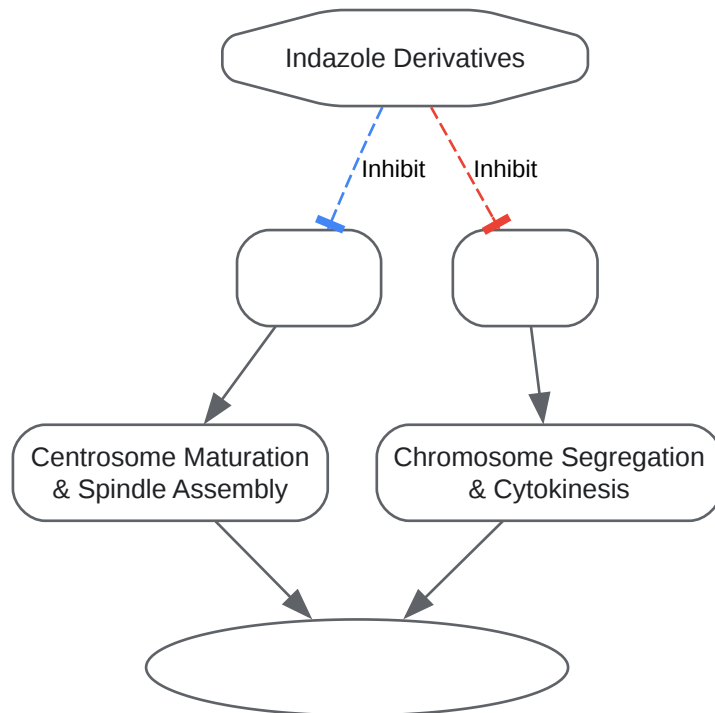 Indazole Derivatives
Inhibit
Inhibit
Centrosome Maturation
& Spindle Assembly
Chromosome Segregation
& Cytokinesis